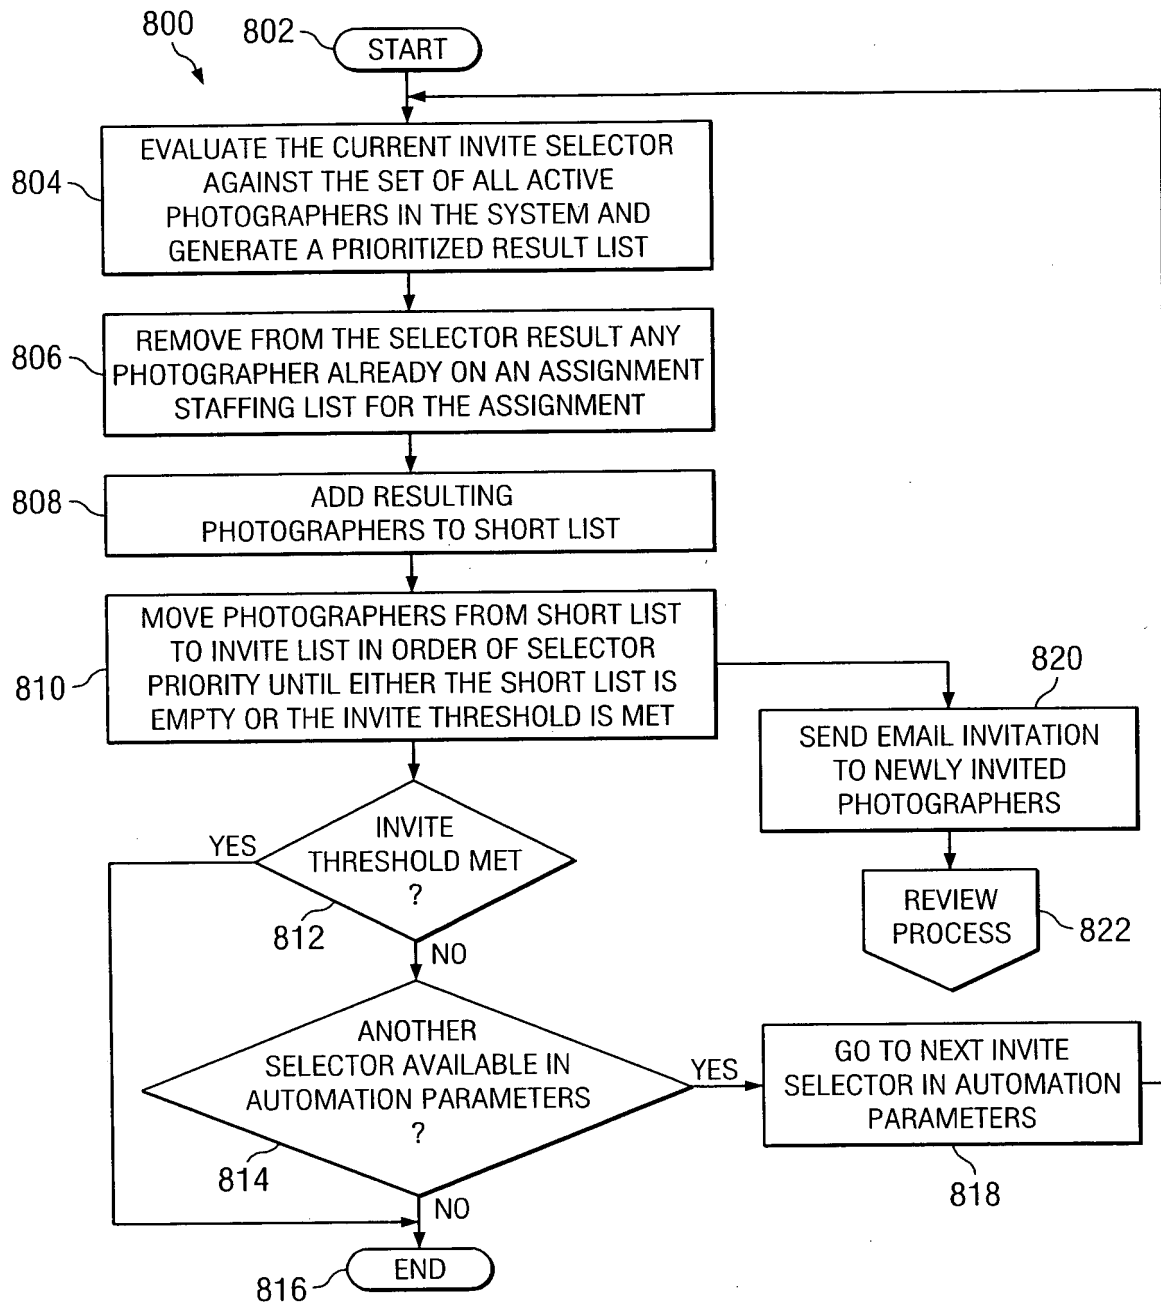 800
802
START
804
EVALUATE THE CURRENT INVITE SELECTOR
AGAINST THE SET OF ALL ACTIVE
PHOTOGRAPHERS IN THE SYSTEM AND
GENERATE A PRIORITIZED RESULT LIST
806
REMOVE FROM THE SELECTOR RESULT ANY
PHOTOGRAPHER ALREADY ON AN ASSIGNMENT
STAFFING LIST FOR THE ASSIGNMENT
808
ADD RESULTING
PHOTOGRAPHERS TO SHORT LIST
810
MOVE PHOTOGRAPHERS FROM SHORT LIST
TO INVITE LIST IN ORDER OF SELECTOR
PRIORITY UNTIL EITHER THE SHORT LIST IS
EMPTY OR THE INVITE THRESHOLD IS MET
820
SEND EMAIL INVITATION
TO NEWLY INVITED
PHOTOGRAPHERS
YES
INVITE
THRESHOLD MET
?
812
NO
REVIEW
PROCESS
822
ANOTHER
SELECTOR AVAILABLE IN
AUTOMATION PARAMETERS
?
814
YES
GO TO NEXT INVITE
SELECTOR IN AUTOMATION
PARAMETERS
818
NO
END
816